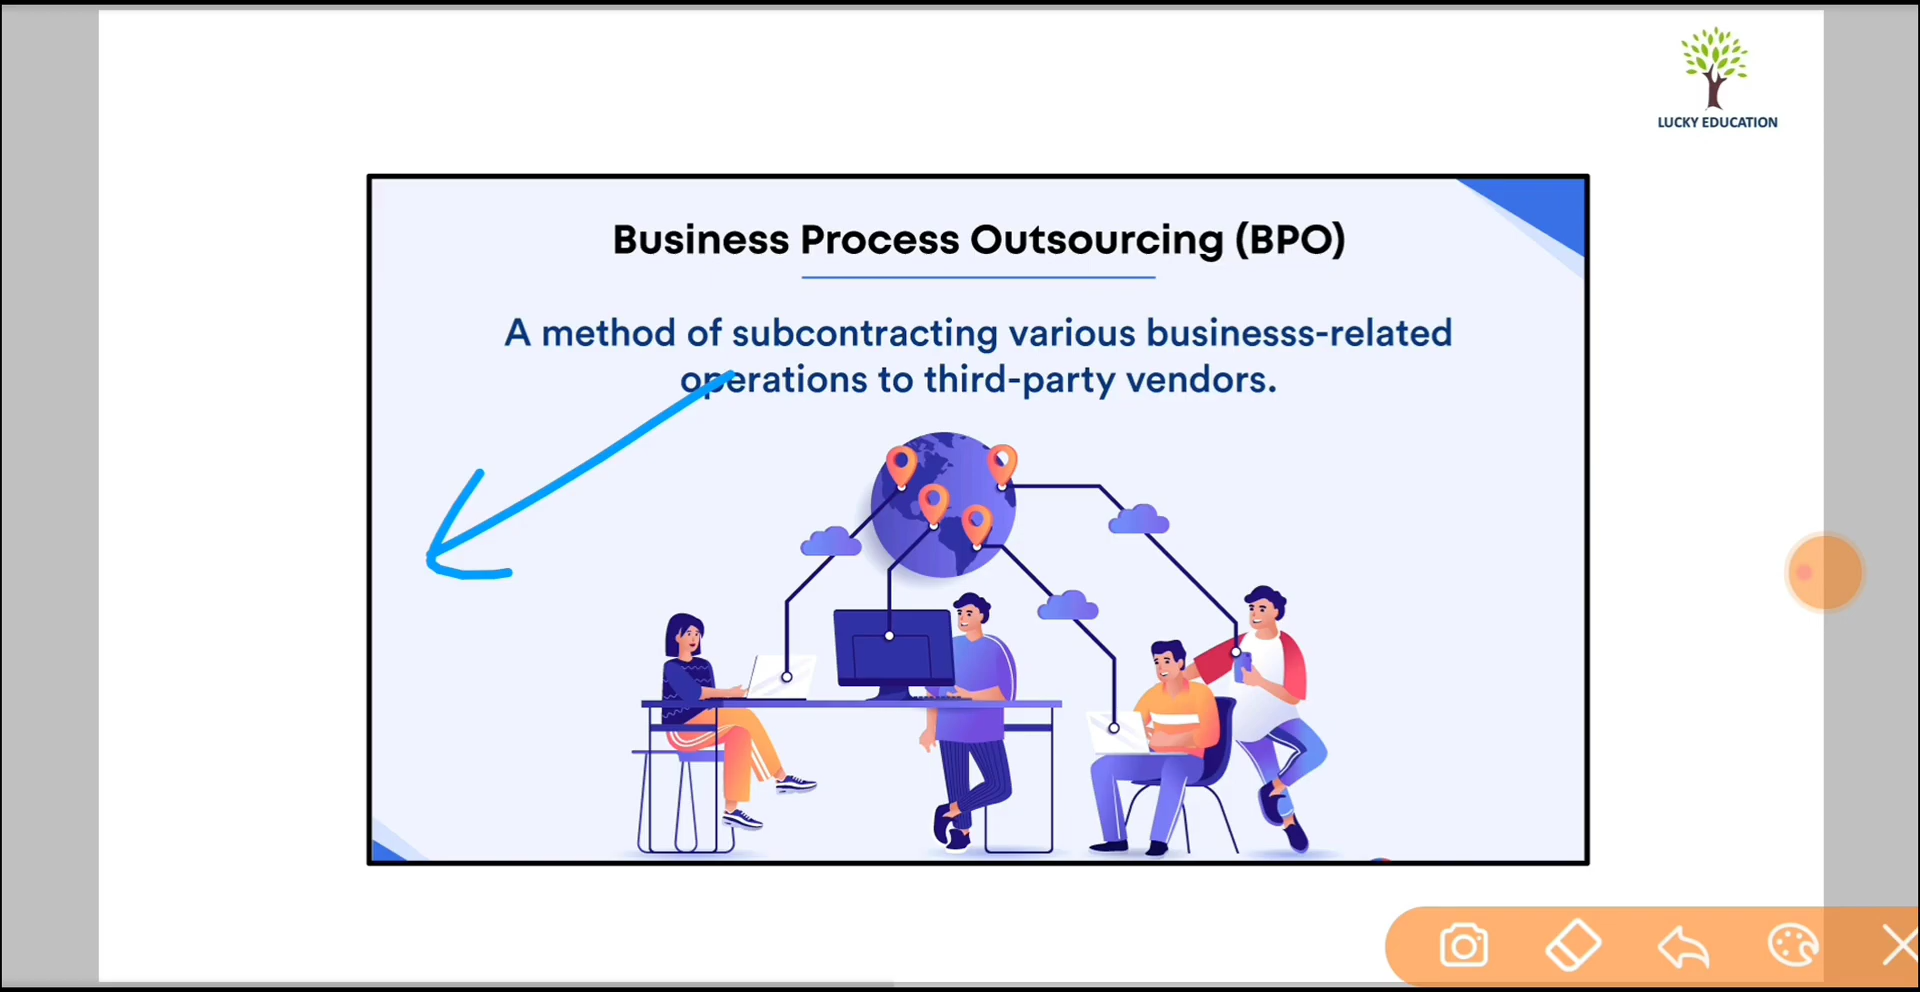 LUCKY EDUCATION
Business Process Outsourcing (BPO)
A method of subcontracting various businesss-related
operations to third-party vendors.